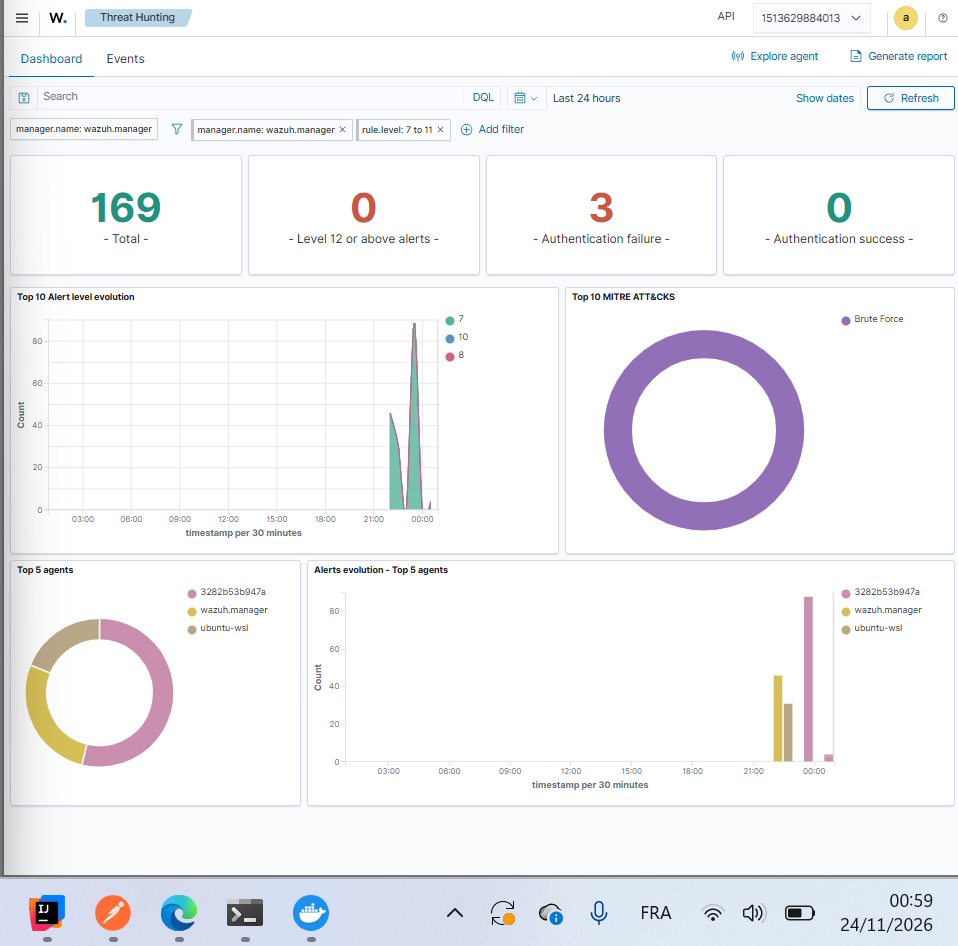 W. Threat Hunting API 1513629884013 a
Dashboard Events Explore agent Generate report
Search DQL Last 24 hours Show dates Refresh
manager.name: wazuh.manager manager.name: wazuh.manager × rule.level: 7 to 11 × Add filter
169 0 3 0
- Total - - Level 12 or above alerts - - Authentication failure - - Authentication success -
Top 10 Alert level evolution
7
10
8
80
60
40
20
0
Count
03:00 06:00 09:00 12:00 15:00 18:00 21:00 00:00
timestamp per 30 minutes
Top 10 MITRE ATT&CKS
Brute Force
Top 5 agents
3282b53b947a
wazuh.manager
ubuntu-wsl
Alerts evolution - Top 5 agents
3282b53b947a
wazuh.manager
ubuntu-wsl
80
60
40
20
0
Count
03:00 06:00 09:00 12:00 15:00 18:00 21:00 00:00
timestamp per 30 minutes
IJ FRA 00:59
24/11/2026